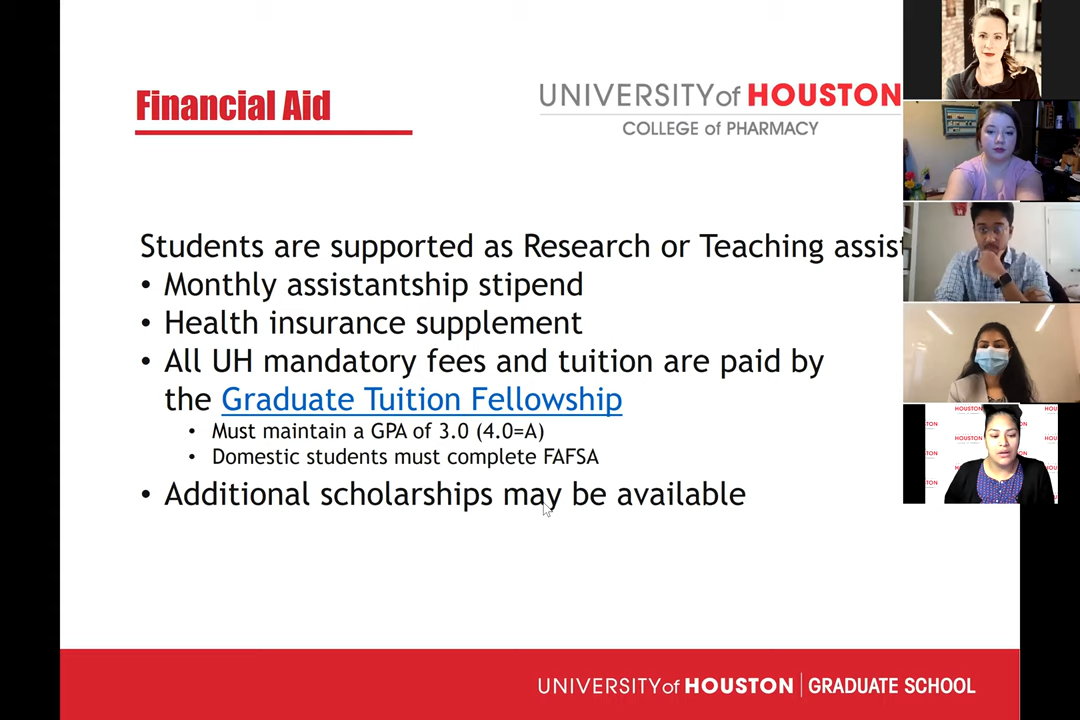 Financial Aid
UNIVERSITY of HOUSTON
COLLEGE of PHARMACY
Students are supported as Research or Teaching assis
• Monthly assistantship stipend
• Health insurance supplement
• All UH mandatory fees and tuition are paid by
the Graduate Tuition Fellowship
• Must maintain a GPA of 3.0 (4.0=A)
• Domestic students must complete FAFSA
• Additional scholarships may be available
HOUSTON
HOUSTON
UNIVERSITY of HOUSTON | GRADUATE SCHOOL